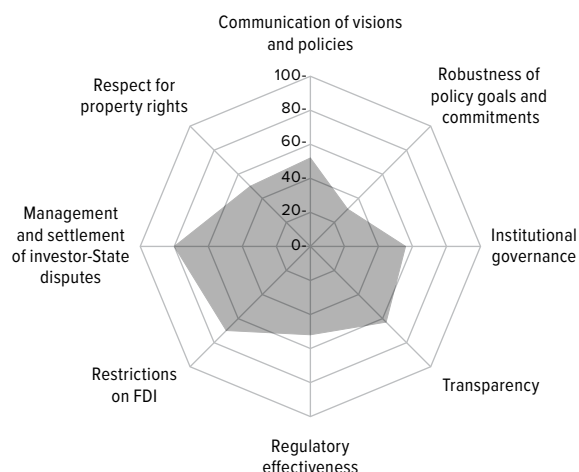 Communication of visions
and policies
Robustness of
policy goals and
commitments
Institutional
governance
Transparency
Regulatory
effectiveness
Restrictions
on FDI
Management
and settlement
of investor-State
disputes
Respect for
property rights
100-
80-
60-
40-
20-
0-